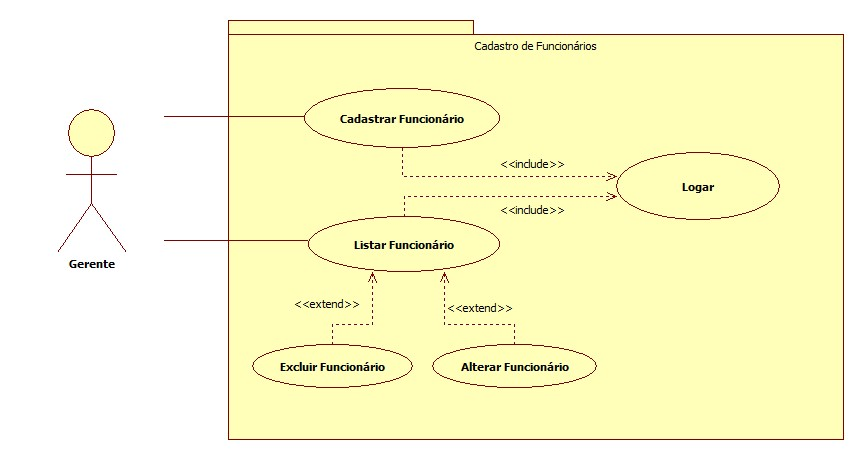 Cadastro de Funcionários
Cadastrar Funcionário
<<include>>
Logar
<<include>>
Listar Funcionário
Gerente
<<extend>>
<<extend>>
Excluir Funcionário
Alterar Funcionário